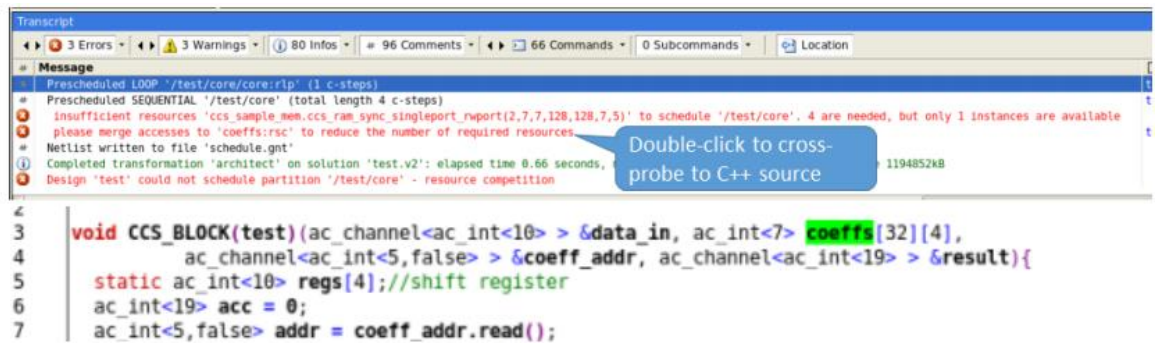 Transcript
3 Errors 3 Warnings 80 Infos # 96 Comments 66 Commands 0 Subcommands Location
# Message
Prescheduled LOOP '/test/core/core:rlp' (1 c-steps)
# Prescheduled SEQUENTIAL '/test/core' (total length 4 c-steps)
insufficient resources 'ccs_sample_mem.ccs_ram_sync_singleport_rwport(2,7,7,128,128,7,5)' to schedule '/test/core'. 4 are needed, but only 1 instances are available
please merge accesses to 'coeffs:rsc' to reduce the number of required resources
# Netlist written to file 'schedule.gnt'
Completed transformation 'architect' on solution 'test.v2': elapsed time 0.66 seconds, 1194852kB
Design 'test' could not schedule partition '/test/core' - resource competition
Double-click to cross-
probe to C++ source
2
3 void CCS_BLOCK(test)(ac_channel<ac_int<10> > &data_in, ac_int<7> coeffs[32][4],
4 ac_channel<ac_int<5,false> > &coeff_addr, ac_channel<ac_int<19> > &result){
5 static ac_int<10> regs[4];//shift register
6 ac_int<19> acc = 0;
7 ac_int<5,false> addr = coeff_addr.read();